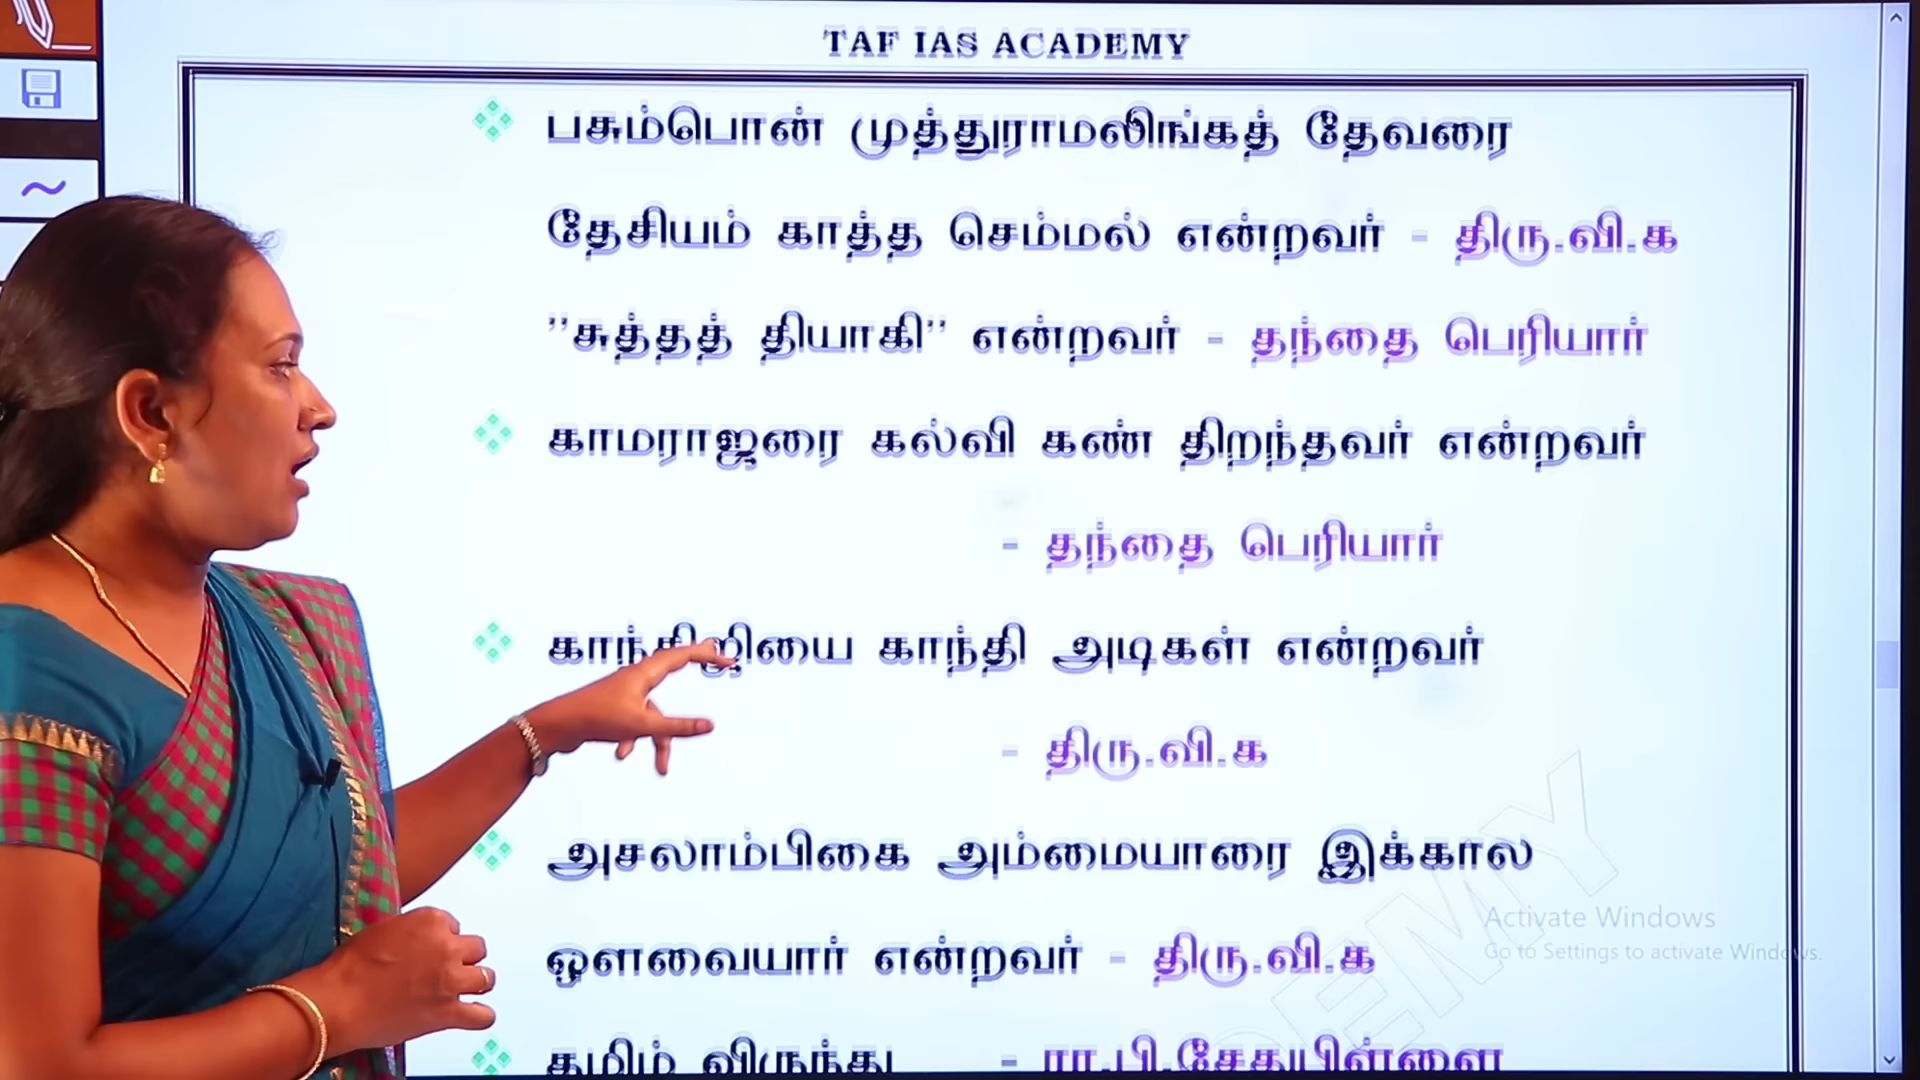 TAF IAS ACADEMY
பசும்பொன் முத்துராமலிங்கத் தேவரை
தேசியம் காத்த செம்மல் என்றவர் - திரு.வி.க
”சுத்தத் தியாகி” என்றவர் - தந்தை பெரியார்
காமராஜரை கல்வி கண் திறந்தவர் என்றவர்
- தந்தை பெரியார்
காந்திஜியை காந்தி அடிகள் என்றவர்
- திரு.வி.க
அசலாம்பிகை அம்மையாரை இக்கால
ஔவையார் என்றவர் - திரு.வி.க
Activate Windows
Go to Settings to activate Windows.
தமிழ் விருந்து - ரா.பி.சேதுபிள்ளை